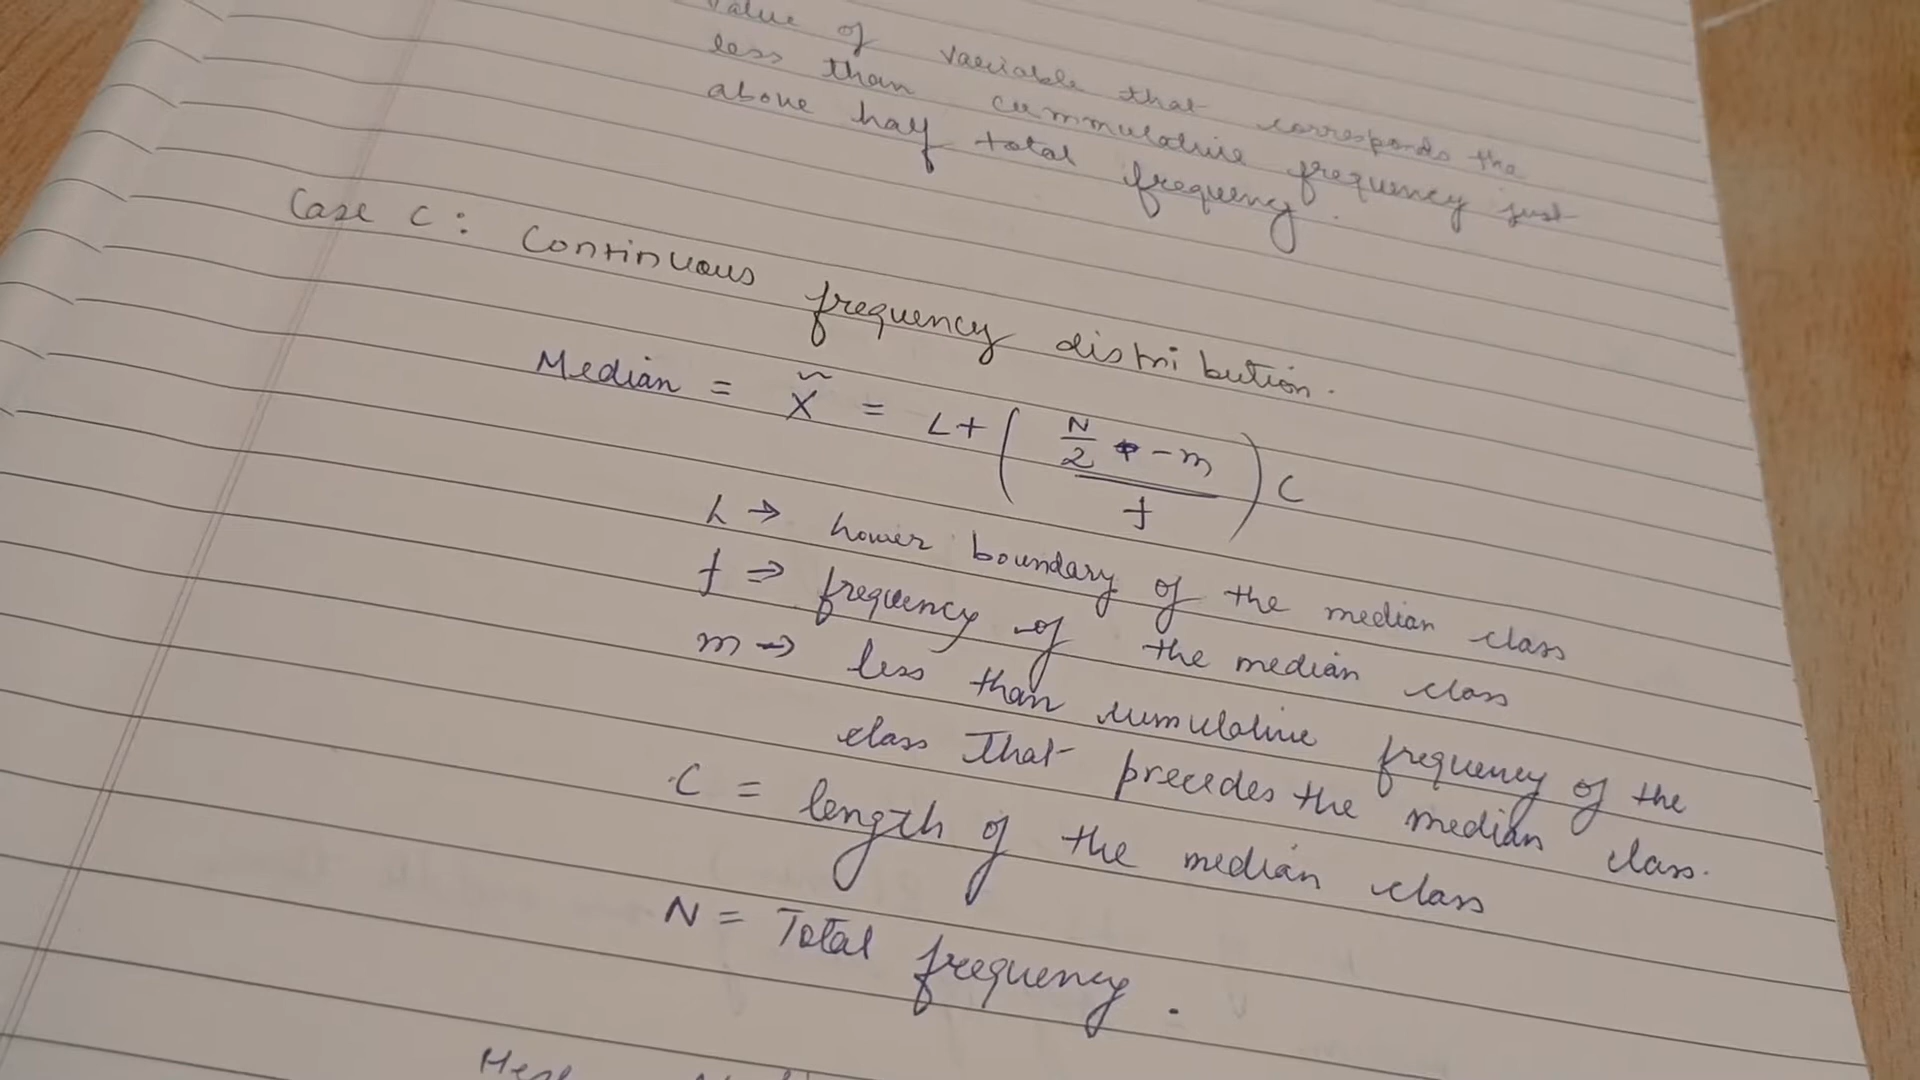 value of variable that corresponds the
less than cummulative frequency just
above half total frequency.
Case C: Continuous frequency distribution.
Median = X̃ = L + ( (N/2 - m) / f ) C
L → Lower boundary of the median class
f ⇒ frequency of the median class
m → less than cumulative frequency of the
class that precedes the median class.
C = length of the median class
N = Total frequency.
Here